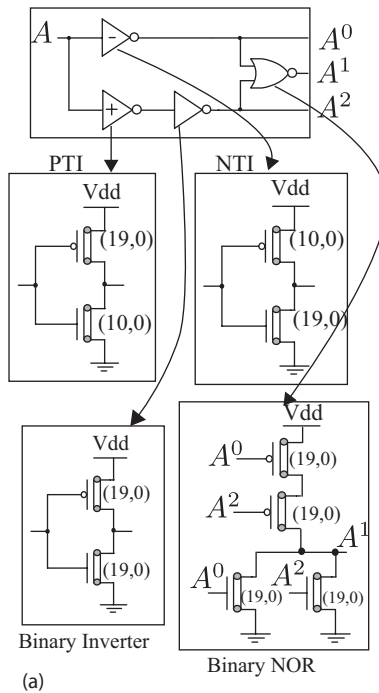 A
-
A^0
A^1
+
A^2
PTI
NTI
Vdd
Vdd
(19,0)
(10,0)
(10,0)
(19,0)
Vdd
Vdd
A^0
(19,0)
(19,0)
A^2
(19,0)
A^1
(19,0)
A^0
A^2
(19,0)
(19,0)
Binary Inverter
Binary NOR
(a)